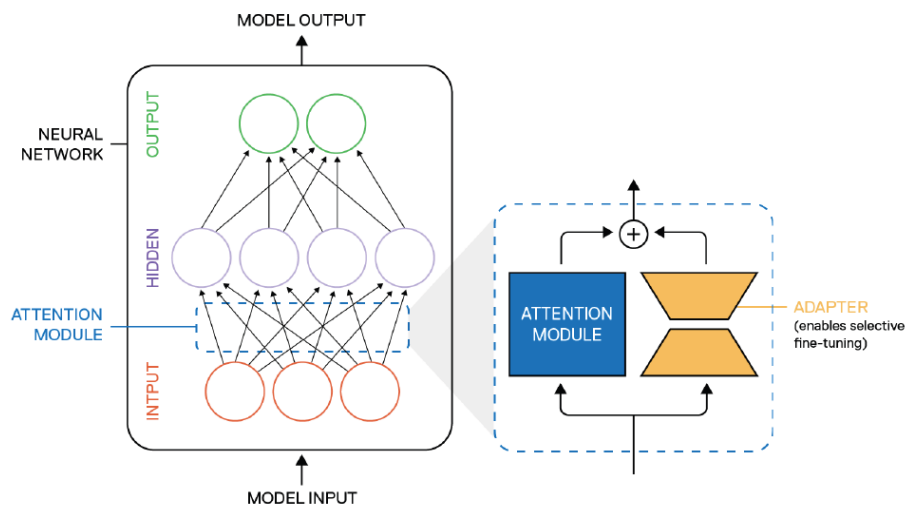 MODEL OUTPUT
NEURAL
NETWORK
OUTPUT
HIDDEN
ATTENTION
MODULE
INTPUT
MODEL INPUT
ATTENTION
MODULE
+
ADAPTER
(enables selective
fine-tuning)